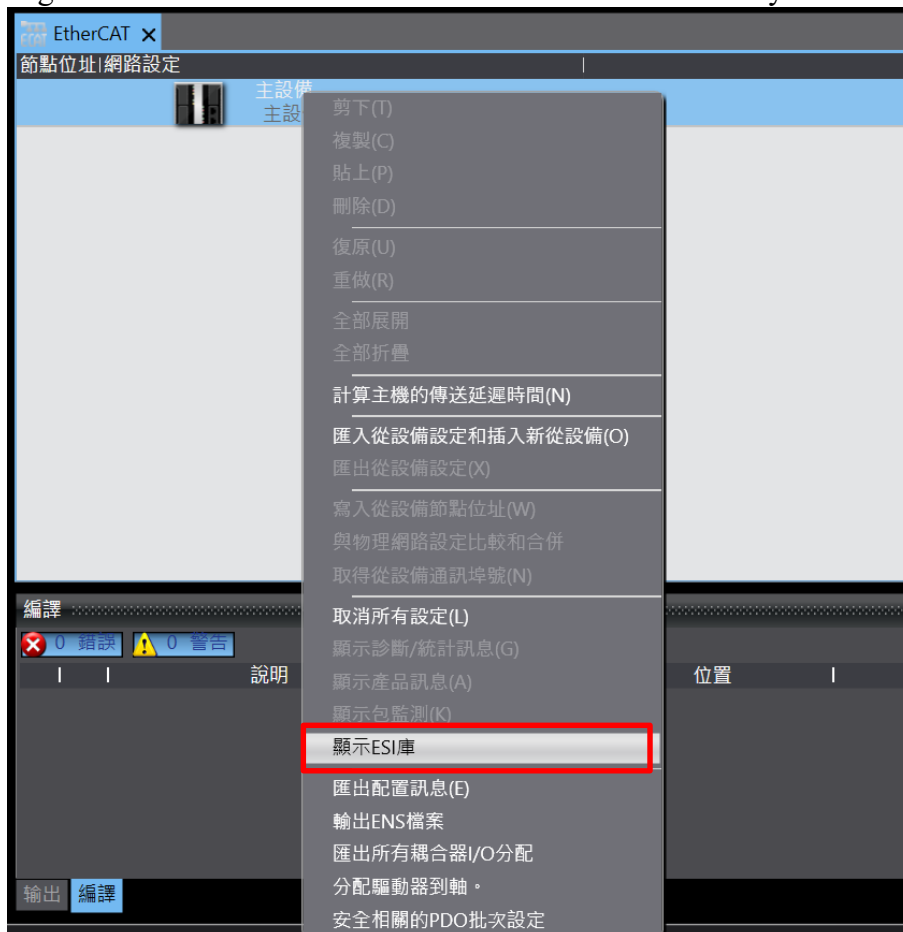 EtherCAT
節點位址|網路設定
主設備
主設
剪下(T)
複製(C)
貼上(P)
刪除(D)
復原(U)
重做(R)
全部展開
全部折疊
計算主機的傳送延遲時間(N)
匯入從設備設定和插入新從設備(O)
匯出從設備設定(X)
寫入從設備節點位址(W)
與物理網路設定比較和合併
取得從設備通訊埠號(N)
取消所有設定(L)
顯示診斷/統計訊息(G)
顯示產品訊息(A)
顯示包監測(K)
顯示ESI庫
匯出配置訊息(E)
輸出ENS檔案
匯出所有耦合器I/O分配
分配驅動器到軸。
安全相關的PDO批次設定
編譯
0 錯誤 0 警告
說明 位置
输出 編譯